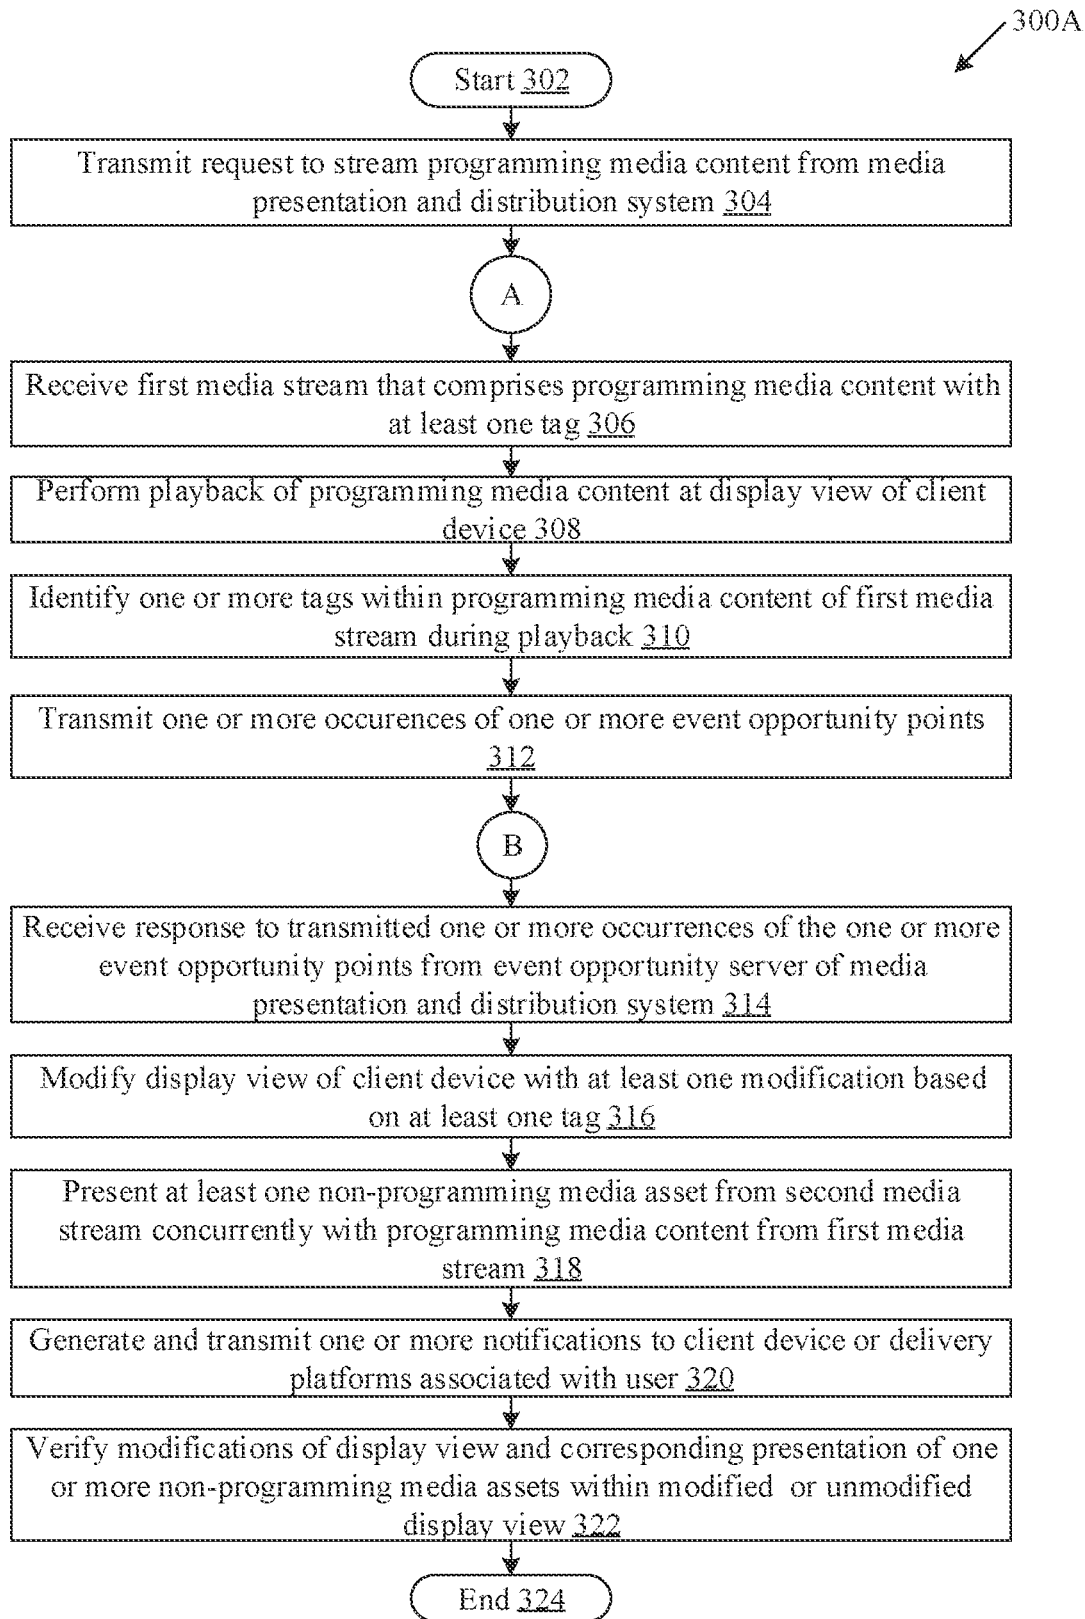 300A
Start 302
Transmit request to stream programming media content from media
presentation and distribution system 304
A
Receive first media stream that comprises programming media content with
at least one tag 306
Perform playback of programming media content at display view of client
device 308
Identify one or more tags within programming media content of first media
stream during playback 310
Transmit one or more occurences of one or more event opportunity points
312
B
Receive response to transmitted one or more occurrences of the one or more
event opportunity points from event opportunity server of media
presentation and distribution system 314
Modify display view of client device with at least one modification based
on at least one tag 316
Present at least one non-programming media asset from second media
stream concurrently with programming media content from first media
stream 318
Generate and transmit one or more notifications to client device or delivery
platforms associated with user 320
Verify modifications of display view and corresponding presentation of one
or more non-programming media assets within modified or unmodified
display view 322
End 324